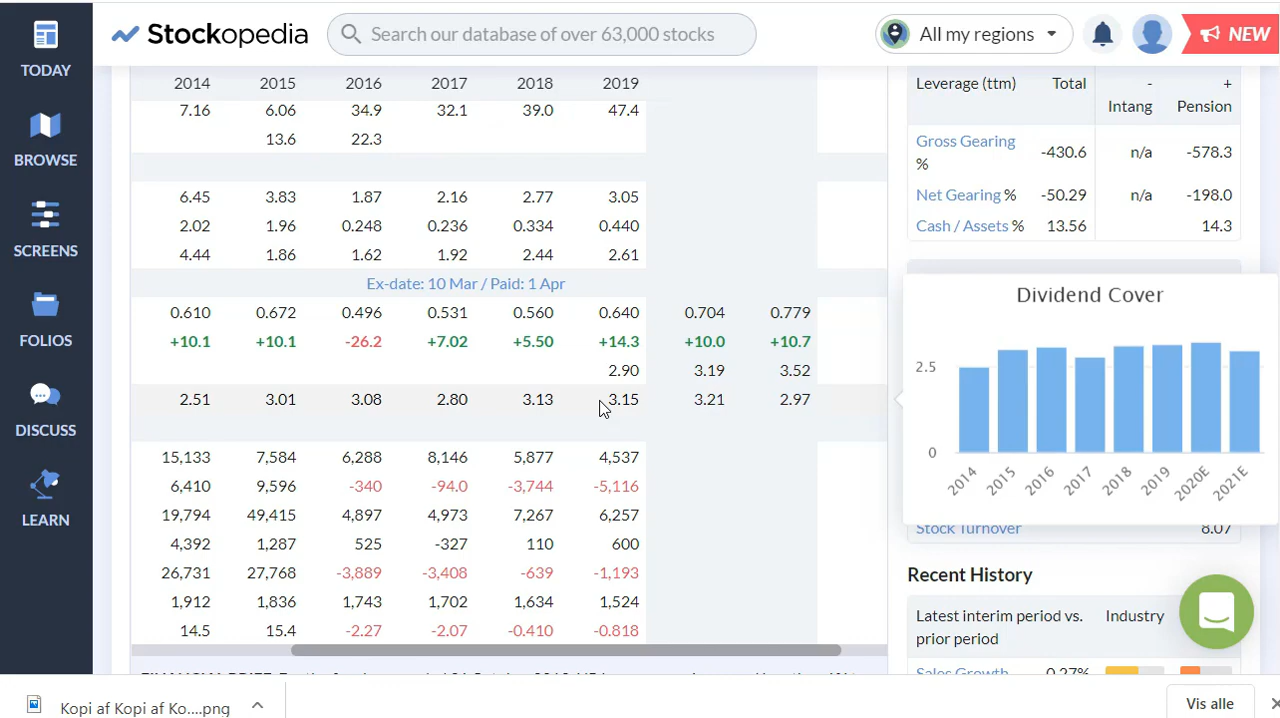 TODAY
BROWSE
SCREENS
FOLIOS
DISCUSS
LEARN
Stockopedia
Search our database of over 63,000 stocks
All my regions
NEW
2014 2015 2016 2017 2018 2019
7.16 6.06 34.9 32.1 39.0 47.4
13.6 22.3
6.45 3.83 1.87 2.16 2.77 3.05
2.02 1.96 0.248 0.236 0.334 0.440
4.44 1.86 1.62 1.92 2.44 2.61
Ex-date: 10 Mar / Paid: 1 Apr
0.610 0.672 0.496 0.531 0.560 0.640 0.704 0.779
+10.1 +10.1 -26.2 +7.02 +5.50 +14.3 +10.0 +10.7
2.90 3.19 3.52
2.51 3.01 3.08 2.80 3.13 3.15 3.21 2.97
15,133 7,584 6,288 8,146 5,877 4,537
6,410 9,596 -340 -94.0 -3,744 -5,116
19,794 49,415 4,897 4,973 7,267 6,257
4,392 1,287 525 -327 110 600
26,731 27,768 -3,889 -3,408 -639 -1,193
1,912 1,836 1,743 1,702 1,634 1,524
14.5 15.4 -2.27 -2.07 -0.410 -0.818
Leverage (ttm) Total - +
Intang Pension
Gross Gearing -430.6 n/a -578.3
%
Net Gearing % -50.29 n/a -198.0
Cash / Assets % 13.56 14.3
Dividend Cover
2.5
0
2014 2015 2016 2017 2018 2019 2020E 2021E
Stock Turnover 8.07
Recent History
Latest interim period vs. Industry
prior period
Sales Growth 0.27%
Kopi af Kopi af Ko....png
Vis alle